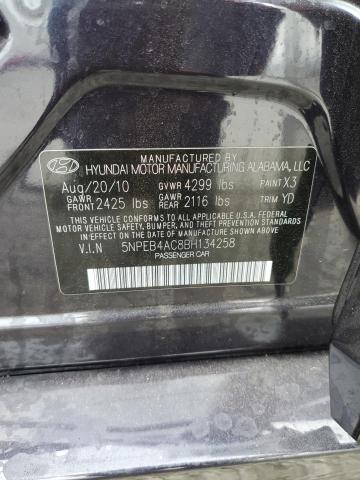 MANUFACTURED BY
HYUNDAI MOTOR MANUFACTURING ALABAMA, LLC
Aug/20/10 GVWR 4299 lbs PAINT X3
GAWR FRONT 2425 lbs GAWR REAR 2116 lbs TRIM YD
THIS VEHICLE CONFORMS TO ALL APPLICABLE U.S.
FEDERAL MOTOR VEHICLE SAFETY, BUMPER, AND THEFT PREVENTION
STANDARDS IN EFFECT ON THE DATE OF MANUFACTURE SHOWN ABOVE.
V.I.N 5NPEB4AC8BH134258
PASSENGER CAR